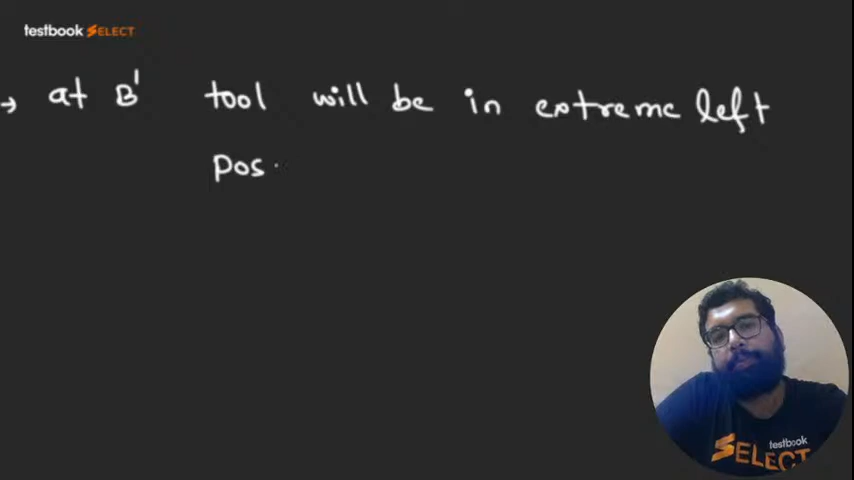 testbook SELECT
→ at B' tool will be in extreme left
pos
testbook
SELECT